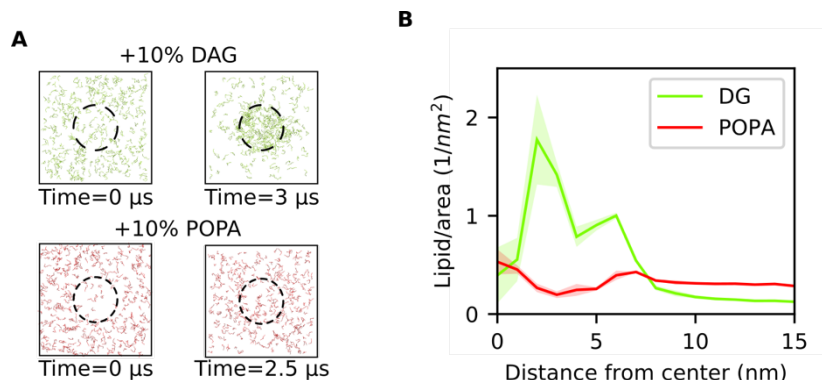 A
+10% DAG
Time=0 µs
Time=3 µs
+10% POPA
Time=0 µs
Time=2.5 µs
B
Lipid/area (1/nm²)
2
1
0
DG
POPA
0
5
10
15
Distance from center (nm)